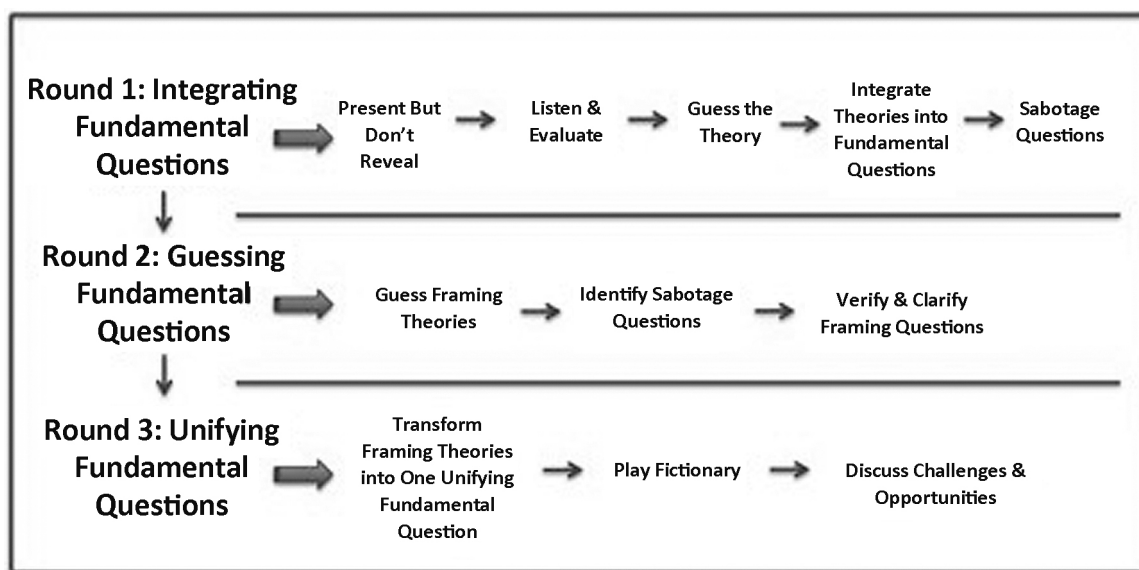 Round 1: Integrating
Fundamental
Questions
Present But
Don't
Reveal
Listen &
Evaluate
Guess the
Theory
Integrate
Theories into
Fundamental
Questions
Sabotage
Questions
Round 2: Guessing
Fundamental
Questions
Guess Framing
Theories
Identify Sabotage
Questions
Verify & Clarify
Framing Questions
Round 3: Unifying
Fundamental
Questions
Transform
Framing Theories
into One Unifying
Fundamental
Question
Play Fictionary
Discuss Challenges &
Opportunities